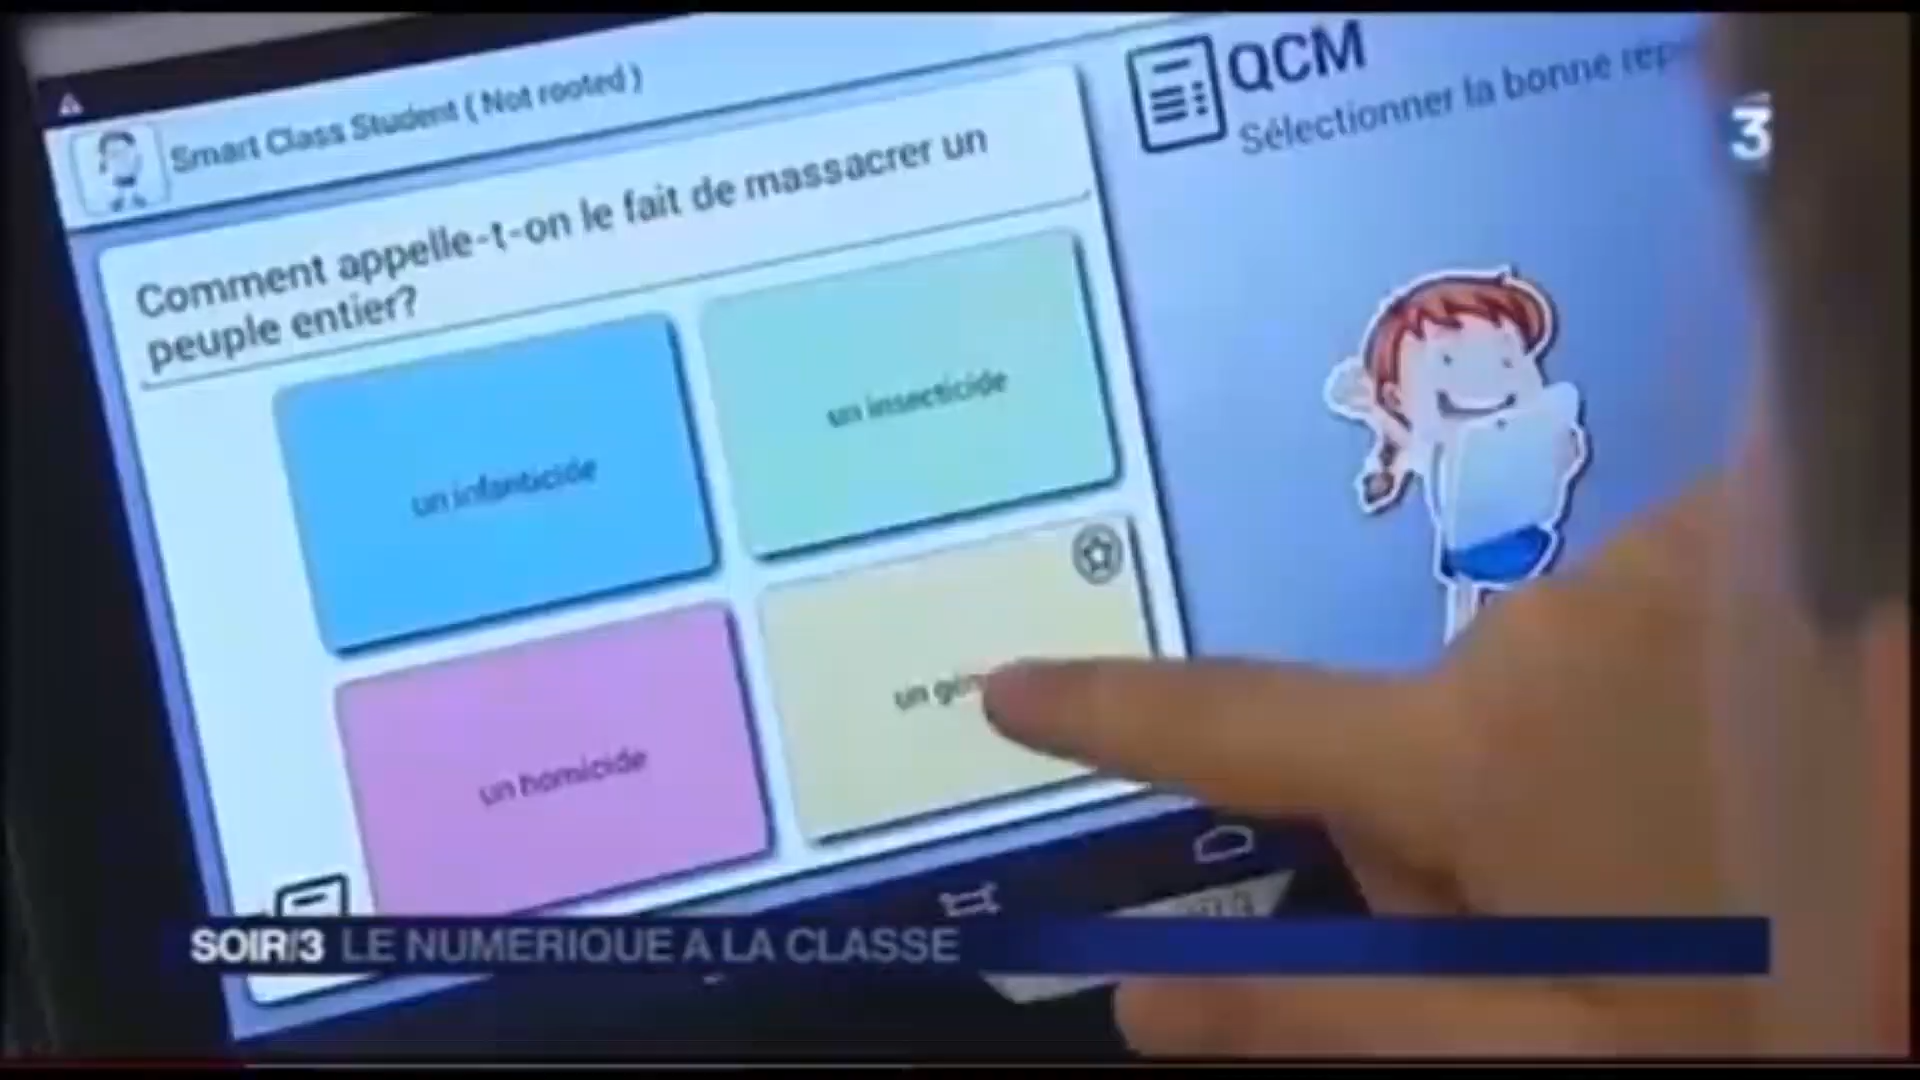 Smart Class Student ( Not rooted )
QCM
Sélectionner la bonne
3
Comment appelle-t-on le fait de massacrer un
peuple entier?
un infanticide
un insecticide
un homicide
un
SOIR/3 LE NUMERIQUE A LA CLASSE